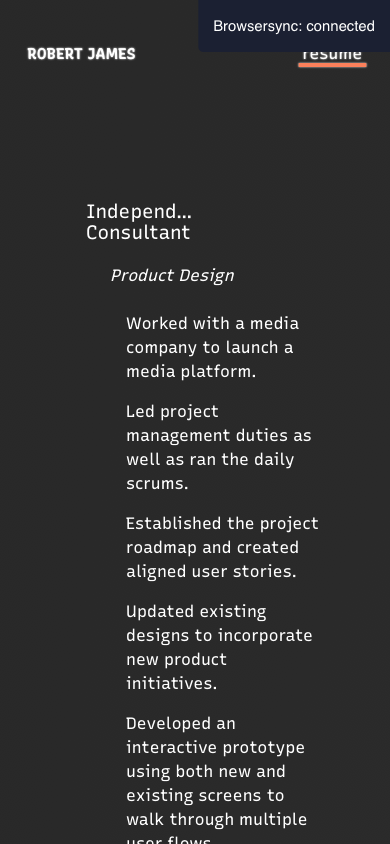 Browsersync: connected
ROBERT JAMES
resume
Independ...
Consultant
Product Design
Worked with a media
company to launch a
media platform.
Led project
management duties as
well as ran the daily
scrums.
Established the project
roadmap and created
aligned user stories.
Updated existing
designs to incorporate
new product
initiatives.
Developed an
interactive prototype
using both new and
existing screens to
walk through multiple
user flows